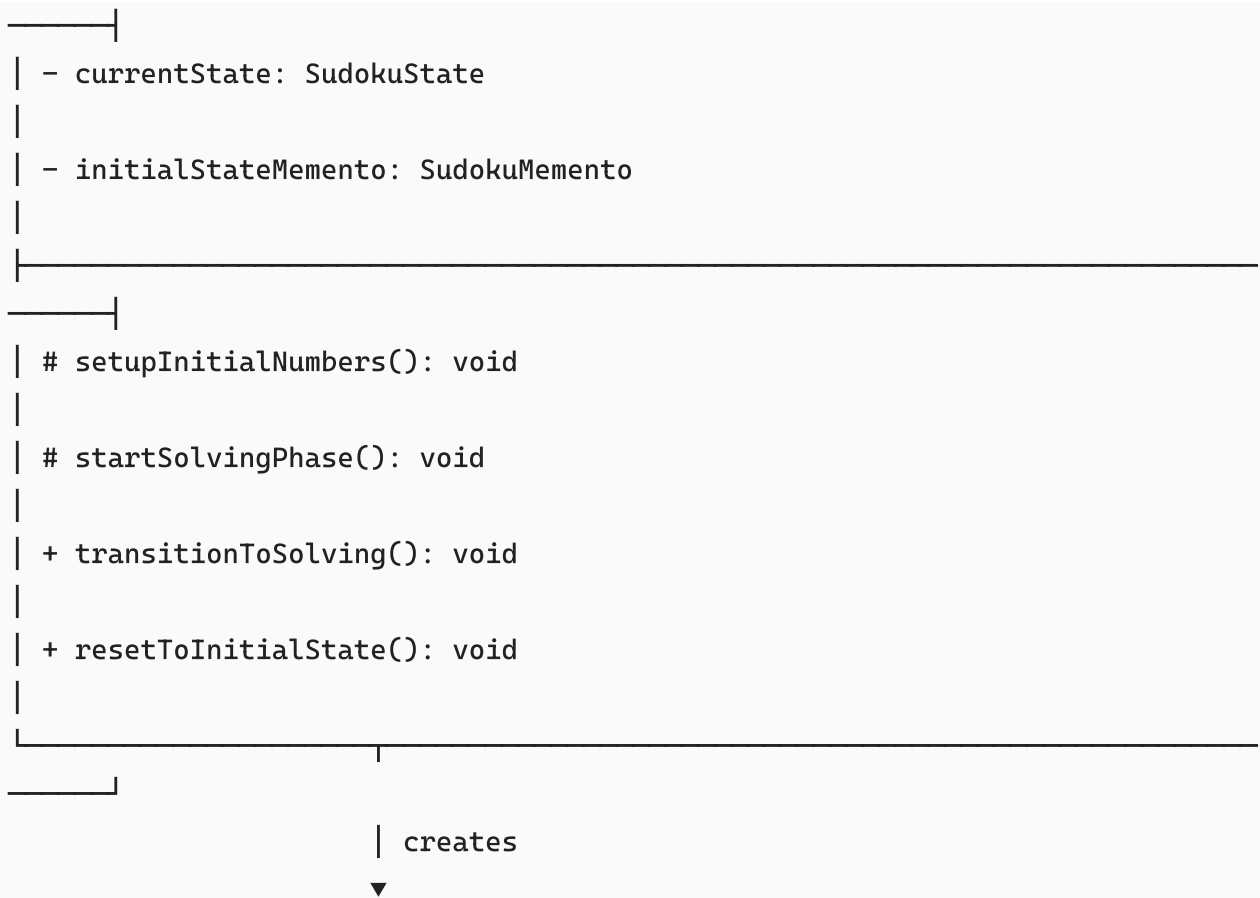 ──────┤
│ - currentState: SudokuState
│
│ - initialStateMemento: SudokuMemento
│
├───────────────────────────────────────────────────────────────────────────
──────┤
│ # setupInitialNumbers(): void
│
│ # startSolvingPhase(): void
│
│ + transitionToSolving(): void
│
│ + resetToInitialState(): void
│
└─────────────────────┬─────────────────────────────────────────────────────
──────┘
│ creates
▼